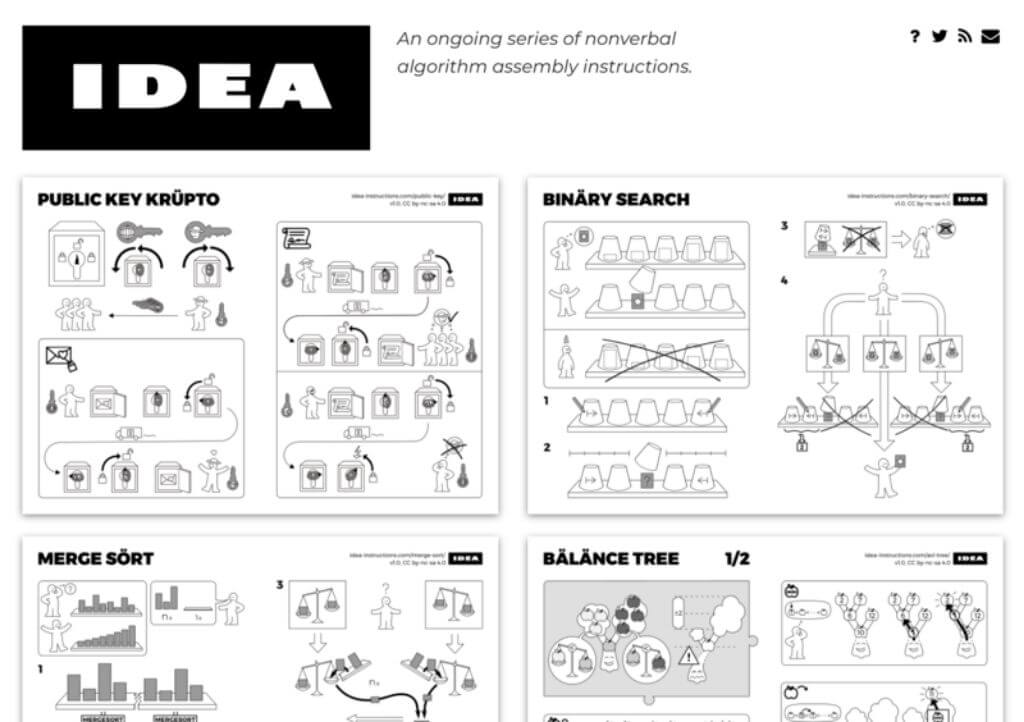 IDEA
An ongoing series of nonverbal
algorithm assembly instructions.
?
PUBLIC KEY KRÜPTO
idea-instructions.com/public-key/
v1.0, CC by-nc-sa 4.0
IDEA
BINÄRY SEARCH
idea-instructions.com/binary-search/
v1.0, CC by-nc-sa 4.0
IDEA
1
2
3
4
MERGE SÖRT
idea-instructions.com/merge-sort/
v1.0, CC by-nc-sa 4.0
IDEA
1
MERGESORT
MERGESORT
3
BÄLÄNCE TREE 1/2
idea-instructions.com/avl-tree/
v1.0, CC by-nc-sa 4.0
IDEA